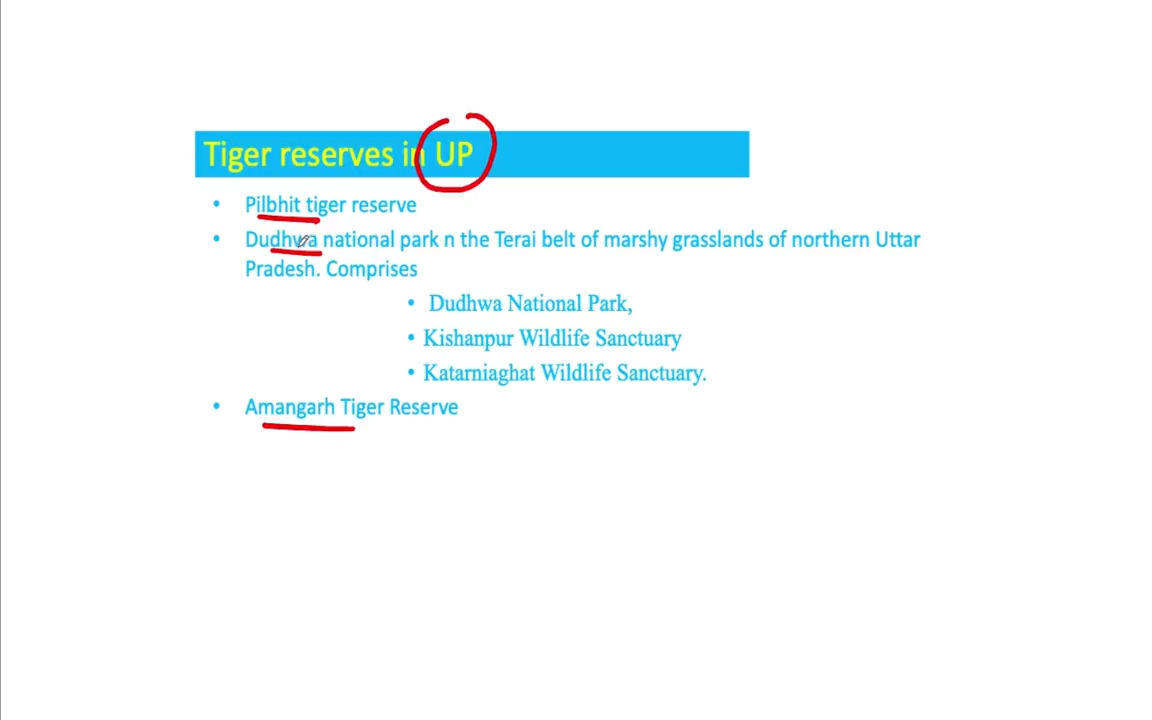 Tiger reserves in UP
• Pilbhit tiger reserve
• Dudhwa national park n the Terai belt of marshy grasslands of northern Uttar
Pradesh. Comprises
• Dudhwa National Park,
• Kishanpur Wildlife Sanctuary
• Katarniaghat Wildlife Sanctuary.
• Amangarh Tiger Reserve